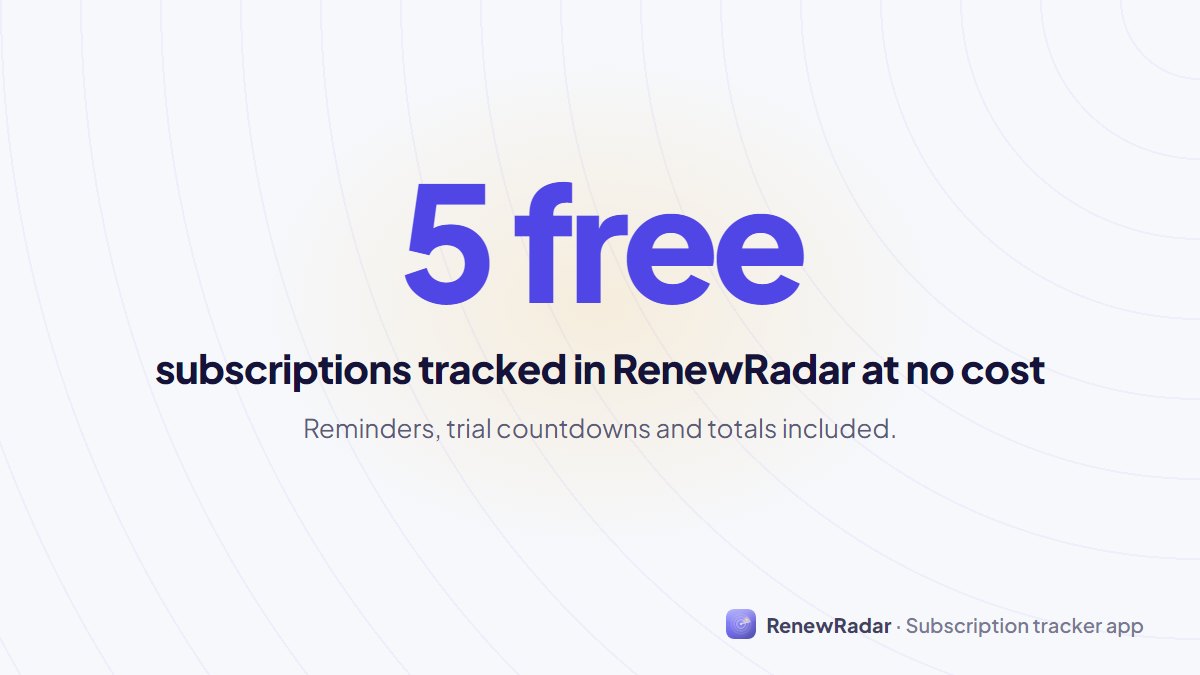 5 free
subscriptions tracked in RenewRadar at no cost
Reminders, trial countdowns and totals included.
RenewRadar · Subscription tracker app